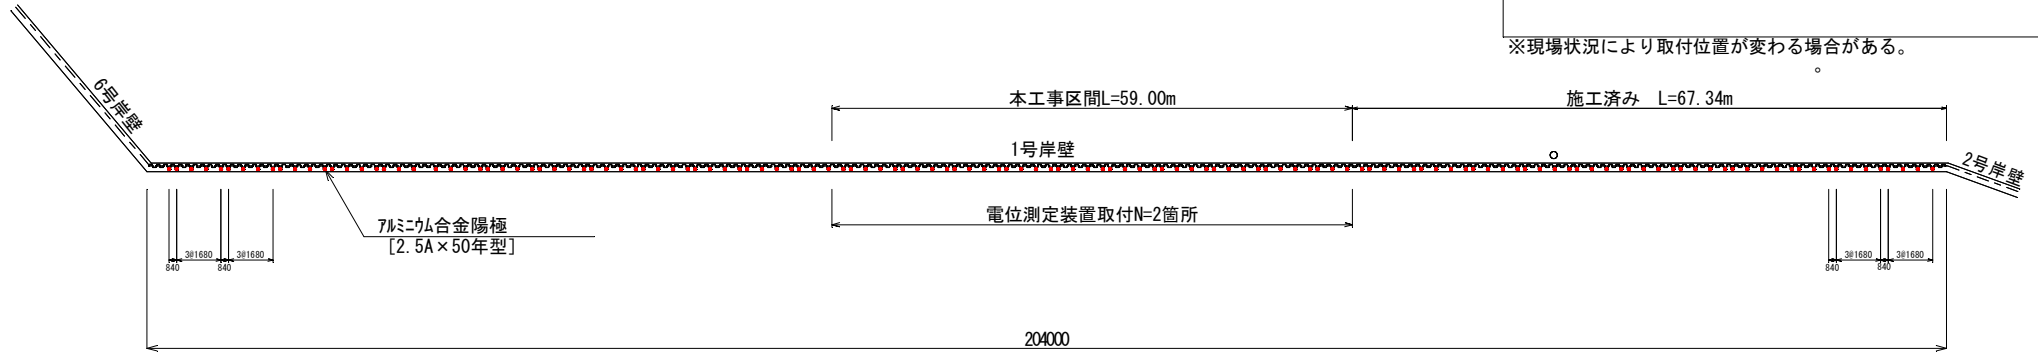 ※現場状況により取付位置が変わる場合がある。
。
6号岸壁
本工事区間L=59.00m
施工済み L=67.34m
1号岸壁
2号岸壁
アルミニウム合金陽極
[2.5A×50年型]
電位測定装置取付N=2箇所
840
3@1680
840
3@1680
840
3@1680
840
3@1680
204000